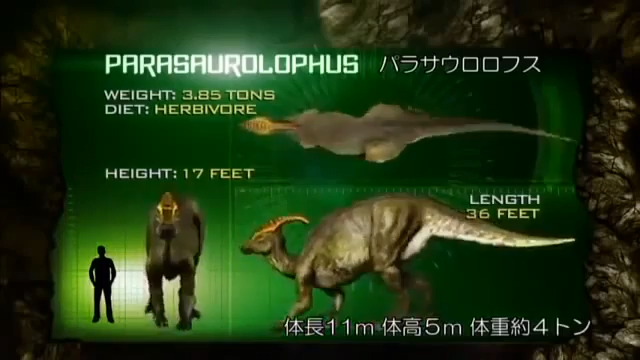 PARASAUROLOPHUS パラサウロロフス
WEIGHT: 3.85 TONS
DIET: HERBIVORE
HEIGHT: 17 FEET
LENGTH
36 FEET
体長11m 体高5m 体重約4トン